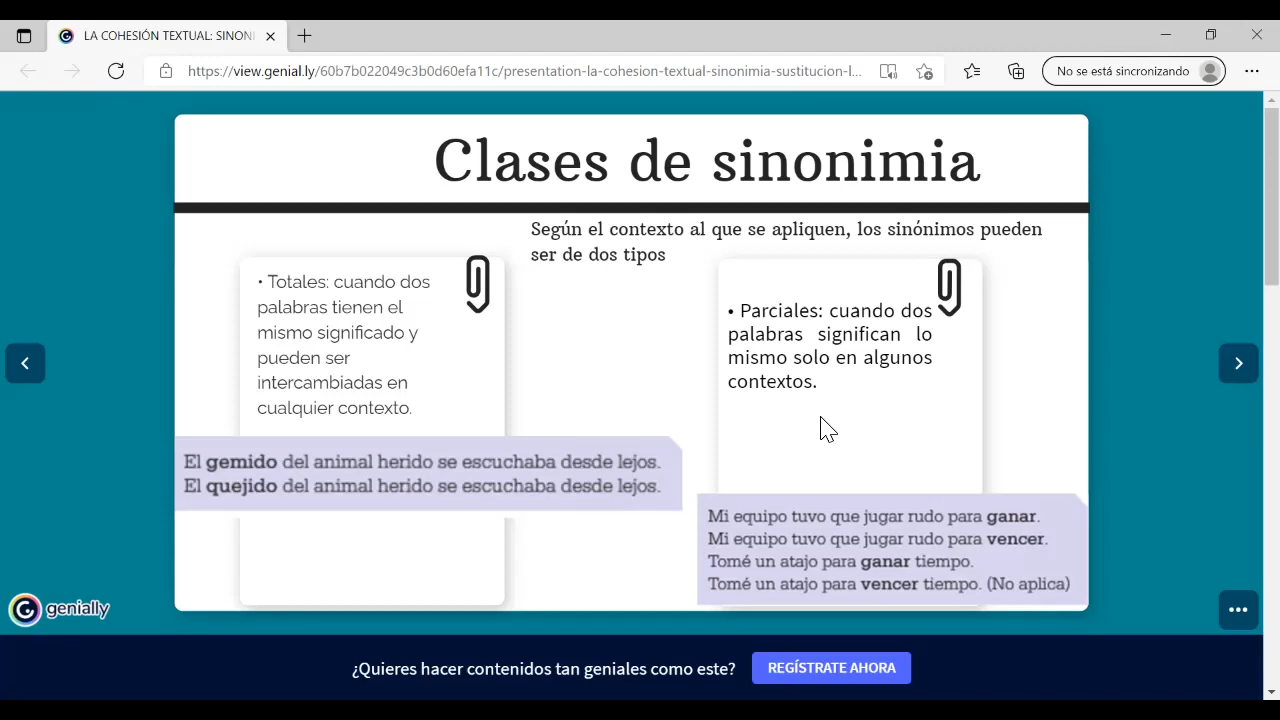 LA COHESIÓN TEXTUAL: SINONI
https://view.genial.ly/60b7b022049c3b0d60efa11c/presentation-la-cohesion-textual-sinonimia-sustitucion-l...
No se está sincronizando
Clases de sinonimia
Según el contexto al que se apliquen, los sinónimos pueden
ser de dos tipos
• Totales: cuando dos
palabras tienen el
mismo significado y
pueden ser
intercambiadas en
cualquier contexto.
El gemido del animal herido se escuchaba desde lejos.
El quejido del animal herido se escuchaba desde lejos.
• Parciales: cuando dos
palabras significan lo
mismo solo en algunos
contextos.
Mi equipo tuvo que jugar rudo para ganar.
Mi equipo tuvo que jugar rudo para vencer.
Tomé un atajo para ganar tiempo.
Tomé un atajo para vencer tiempo. (No aplica)
genially
¿Quieres hacer contenidos tan geniales como este?
REGÍSTRATE AHORA